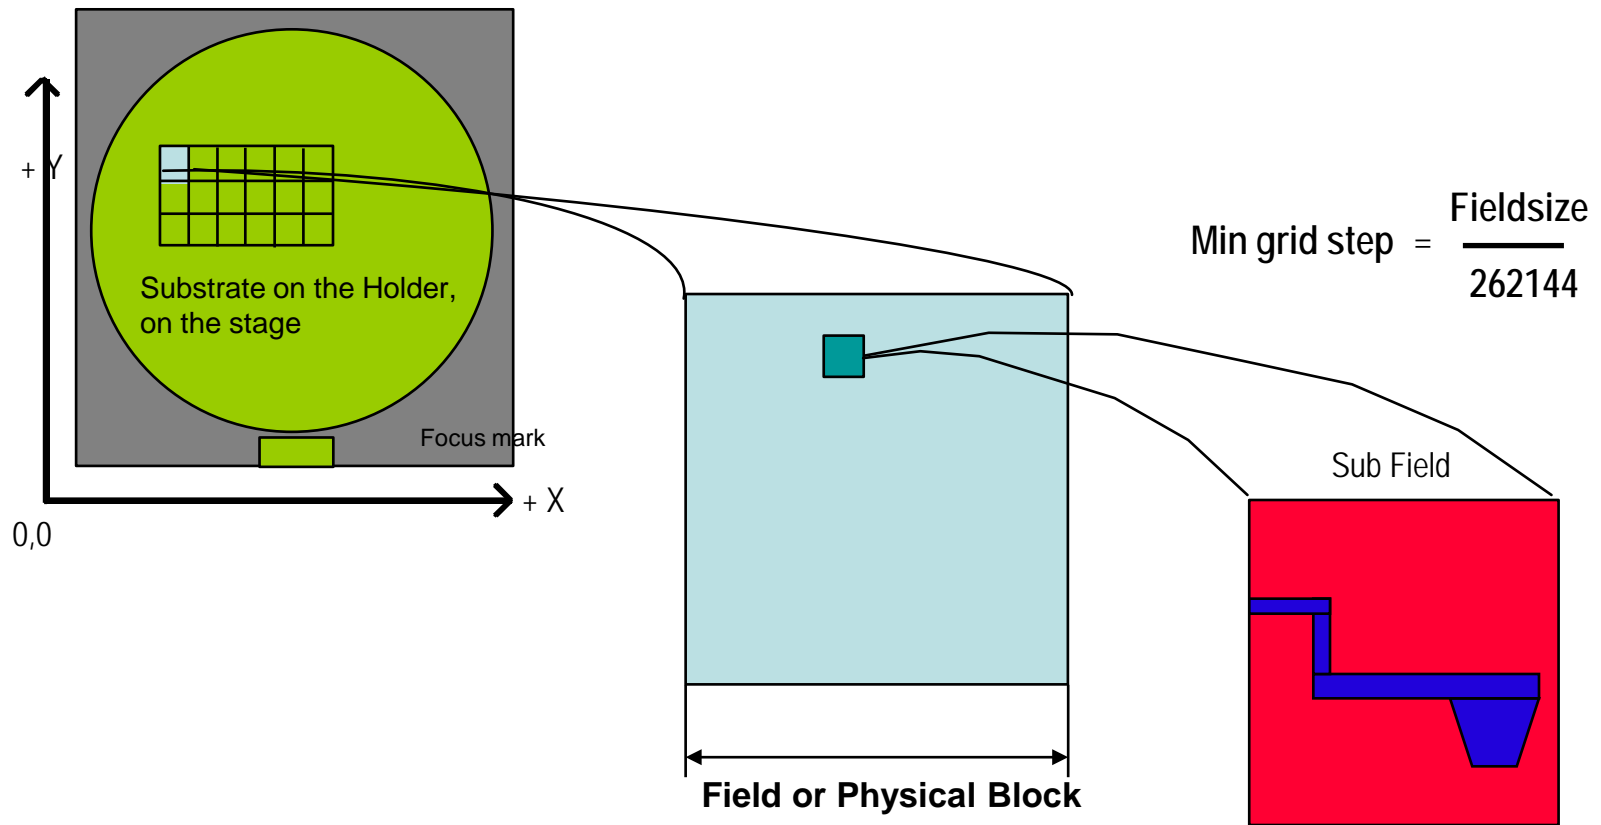 + Y
Substrate on the Holder,
on the stage
Focus mark
+ X
0,0
Min grid step =
Fieldsize
262144
Sub Field
Field or Physical Block